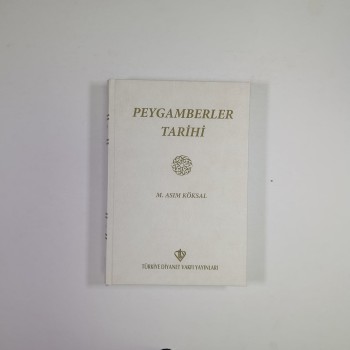 PEYGAMBERLER
TARİHİ
M. ASIM KÖKSAL
TÜRKİYE DİYANET VAKFI YAYINLARI